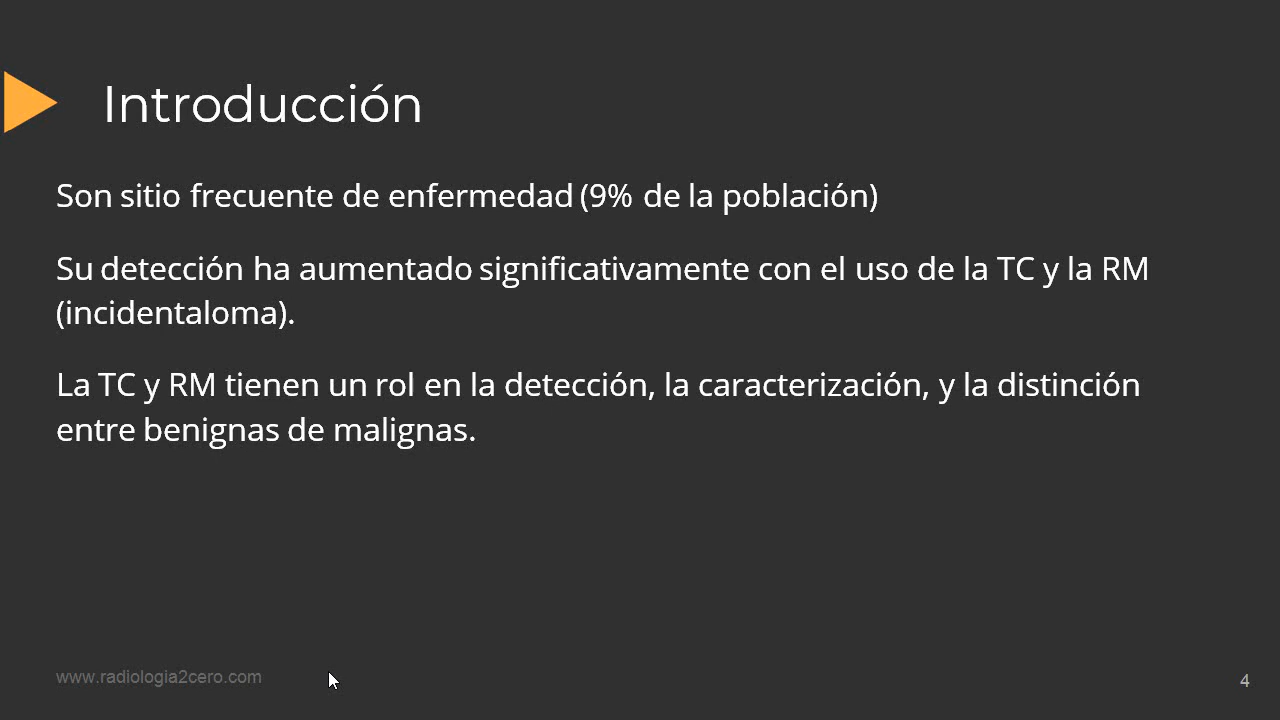 Introducción
Son sitio frecuente de enfermedad (9% de la población)
Su detección ha aumentado significativamente con el uso de la TC y la RM
(incidentaloma).
La TC y RM tienen un rol en la detección, la caracterización, y la distinción
entre benignas de malignas.
www.radiologia2cero.com
4